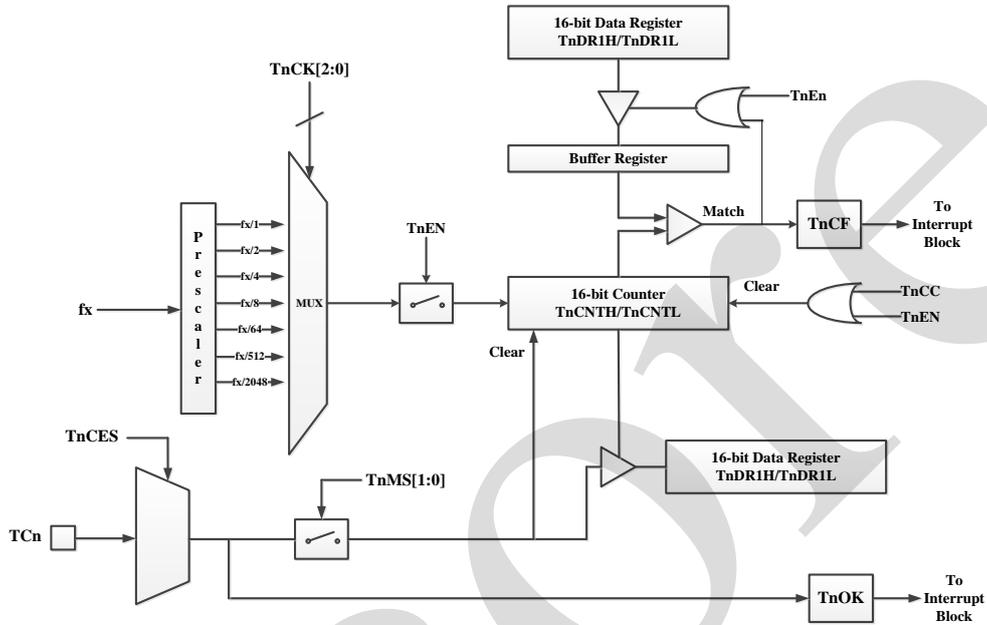 16-bit Data Register
TnDR1H/TnDR1L
TnCK[2:0]
TnEn
Buffer Register
Match
TnCF
To
Interrupt
Block
Prescaler
fx/1
fx/2
fx/4
fx/8
fx/64
fx/512
fx/2048
MUX
TnEN
fx
16-bit Counter
TnCNTH/TnCNTL
Clear
TnCC
TnEN
Clear
TnCES
TnMS[1:0]
16-bit Data Register
TnDR1H/TnDR1L
TCn
TnOK
To
Interrupt
Block